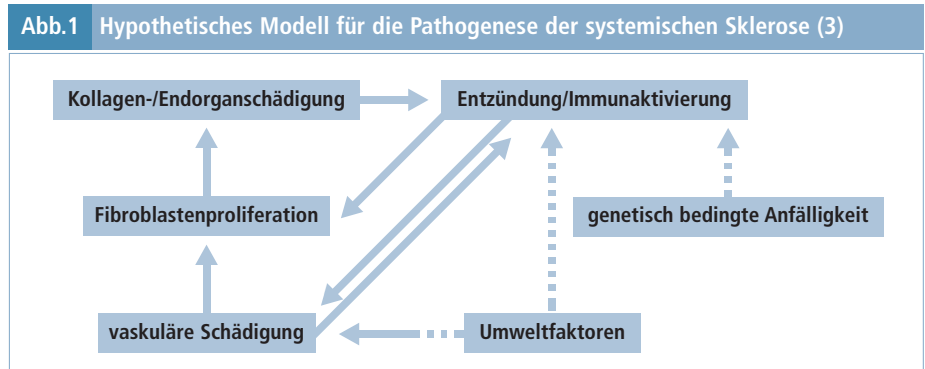 Abb.1 Hypothetisches Modell für die Pathogenese der systemischen Sklerose (3)
Kollagen-/Endorganschädigung
Entzündung/Immunaktivierung
Fibroblastenproliferation
genetisch bedingte Anfälligkeit
vaskuläre Schädigung
Umweltfaktoren